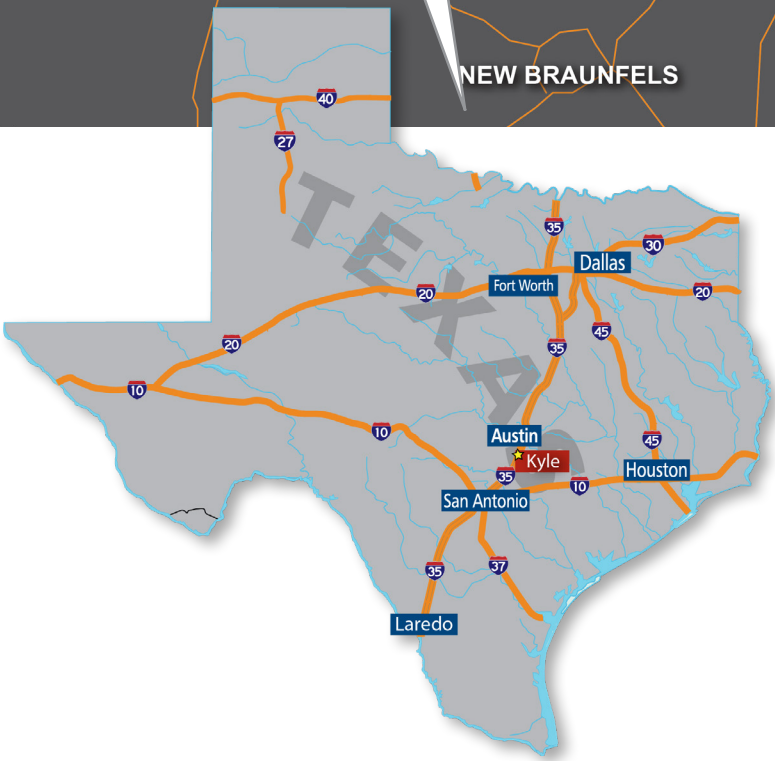 NEW BRAUNFELS
40
27
TEXAS
35
30
Dallas
Fort Worth
20
20
45
20
35
10
10
Austin
45
Kyle
Houston
35
10
San Antonio
35
37
Laredo